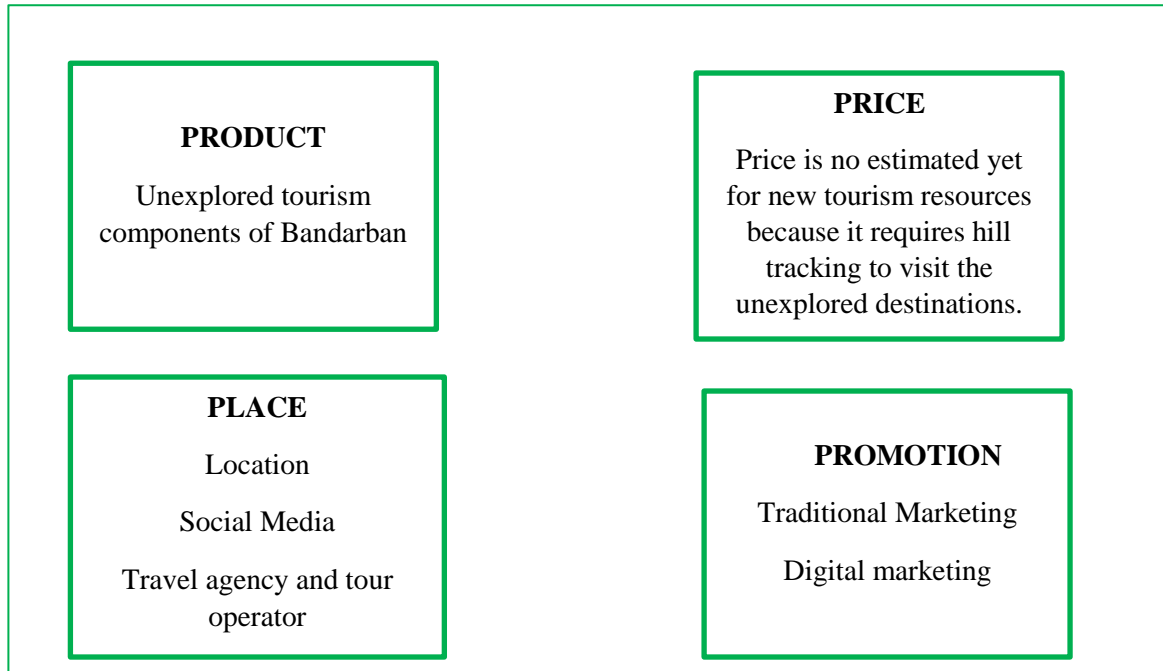 PRODUCT
Unexplored tourism
components of Bandarban
PRICE
Price is no estimated yet
for new tourism resources
because it requires hill
tracking to visit the
unexplored destinations.
PLACE
Location
Social Media
Travel agency and tour
operator
PROMOTION
Traditional Marketing
Digital marketing